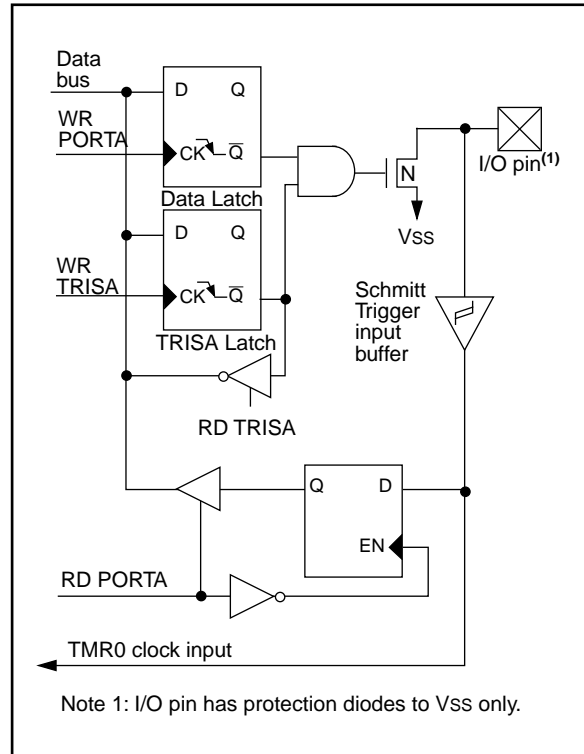 Data
bus
D Q
WR
PORTA
CK Q̅
Data Latch
N
I/O pin(1)
VSS
D Q
WR
TRISA
CK Q̅
TRISA Latch
Schmitt
Trigger
input
buffer
RD TRISA
Q D
EN
RD PORTA
TMR0 clock input
Note 1: I/O pin has protection diodes to VSS only.